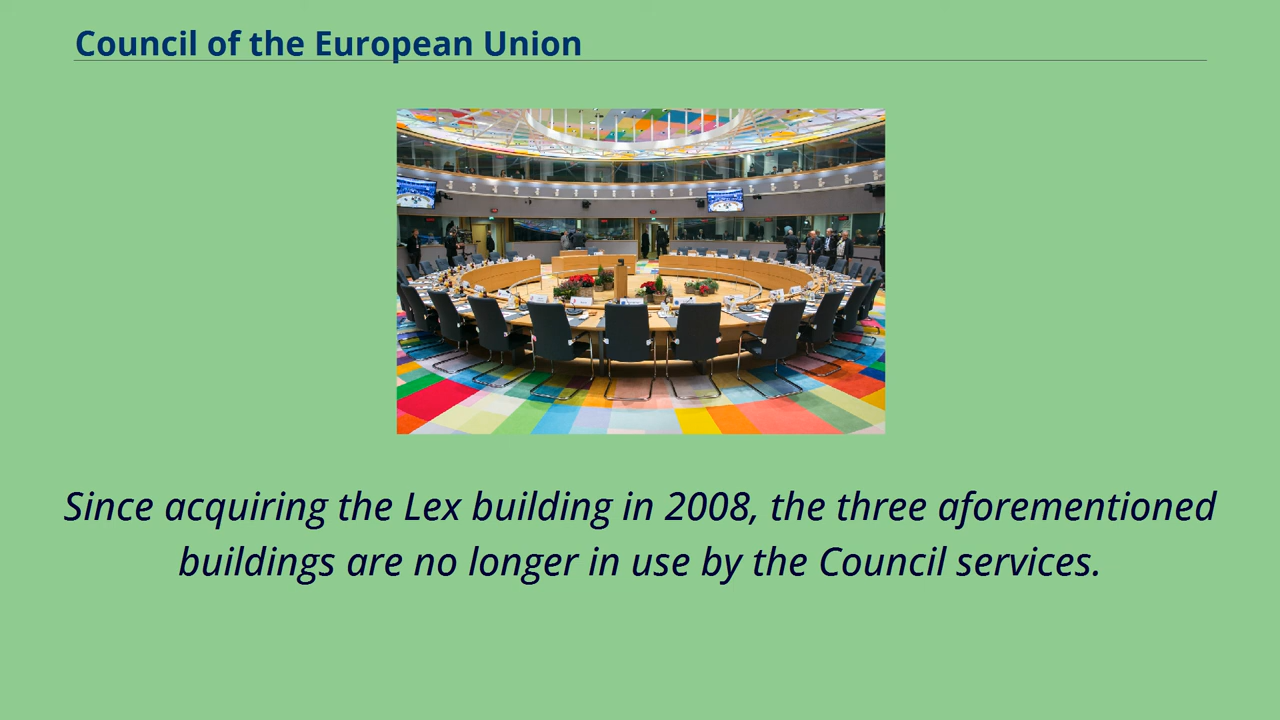 Council of the European Union
Since acquiring the Lex building in 2008, the three aforementioned
buildings are no longer in use by the Council services.